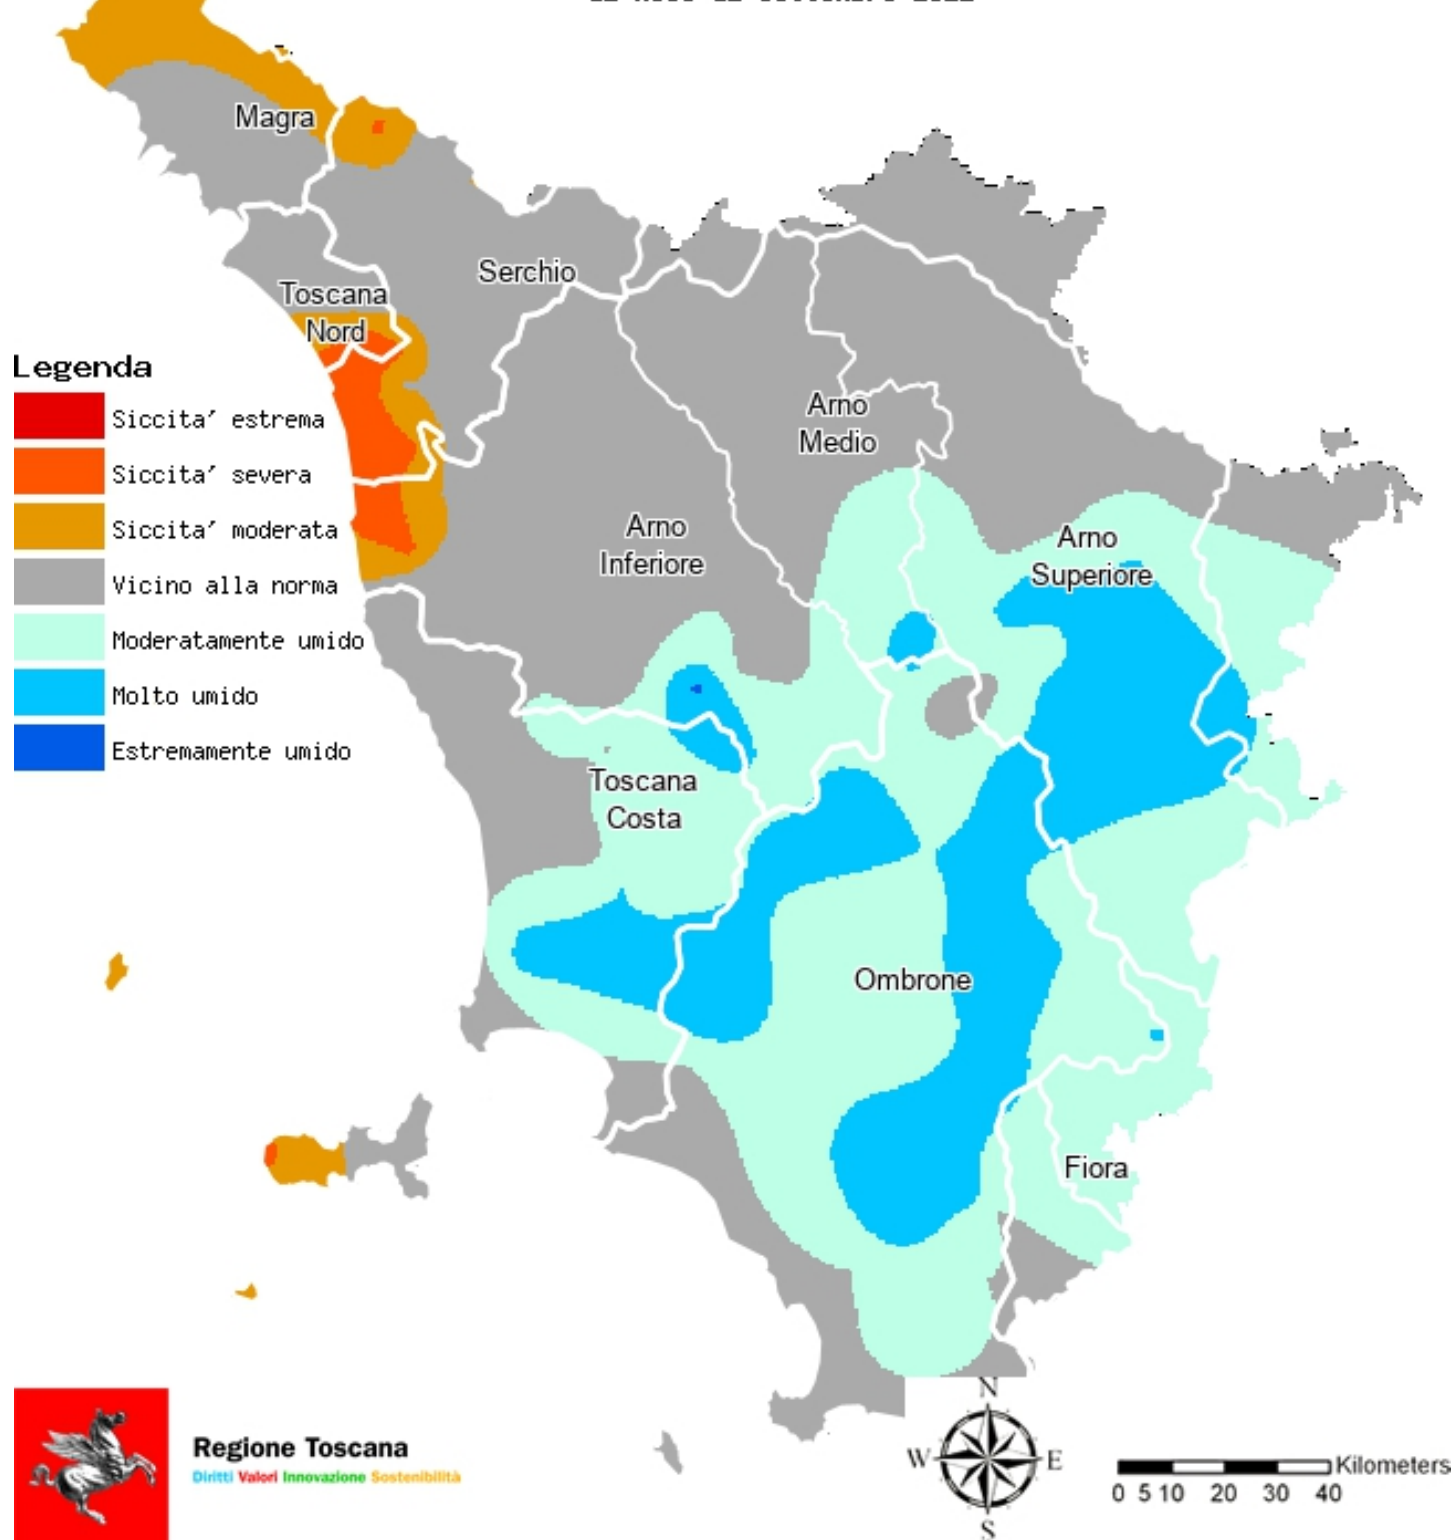 Magra
Serchio
Toscana
Nord
Legenda
Siccita' estrema
Siccita' severa
Siccita' moderata
Vicino alla norma
Moderatamente umido
Molto umido
Estremamente umido
Arno
Medio
Arno
Inferiore
Arno
Superiore
Toscana
Costa
Ombrone
Fiora
Regione Toscana
Diritti Valori Innovazione Sostenibilità
N
W E
S
Kilometers
0 5 10 20 30 40